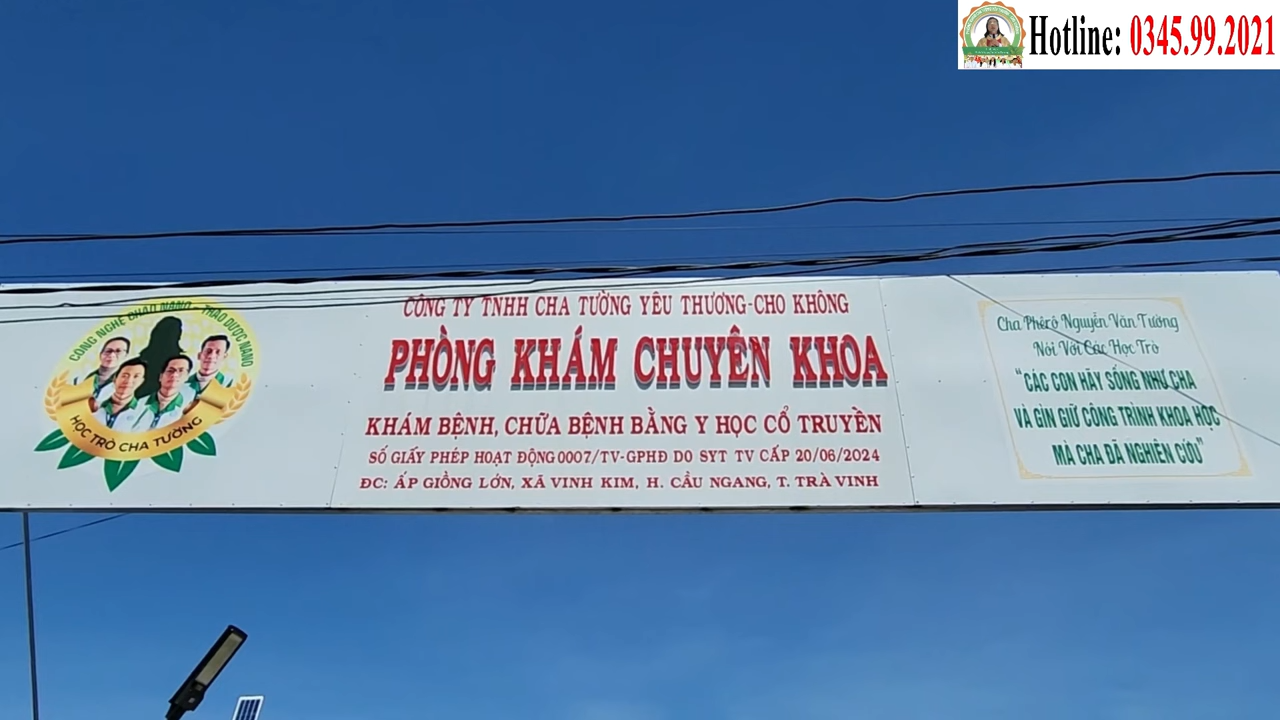 Hotline: 0345.99.2021
CÔNG NGHỆ CHAO NANO - THẢO DƯỢC NANO
HỌC TRÒ CHA TƯỜNG
CÔNG TY TNHH CHA TƯỜNG YÊU THƯƠNG-CHO KHÔNG
PHÒNG KHÁM CHUYÊN KHOA
KHÁM BỆNH, CHỮA BỆNH BẰNG Y HỌC CỔ TRUYỀN
SỐ GIẤY PHÉP HOẠT ĐỘNG 0007/TV-GPHĐ DO SYT TV CẤP 20/06/2024
ĐC: ẤP GIỒNG LỚN, XÃ VINH KIM, H. CẦU NGANG, T. TRÀ VINH
Cha Phêrô Nguyễn Văn Tường
Nói Với Các Học Trò
"CÁC CON HÃY SỐNG NHƯ CHA
VÀ GÌN GIỮ CÔNG TRÌNH KHOA HỌC
MÀ CHA ĐÃ NGHIÊN CỨU"